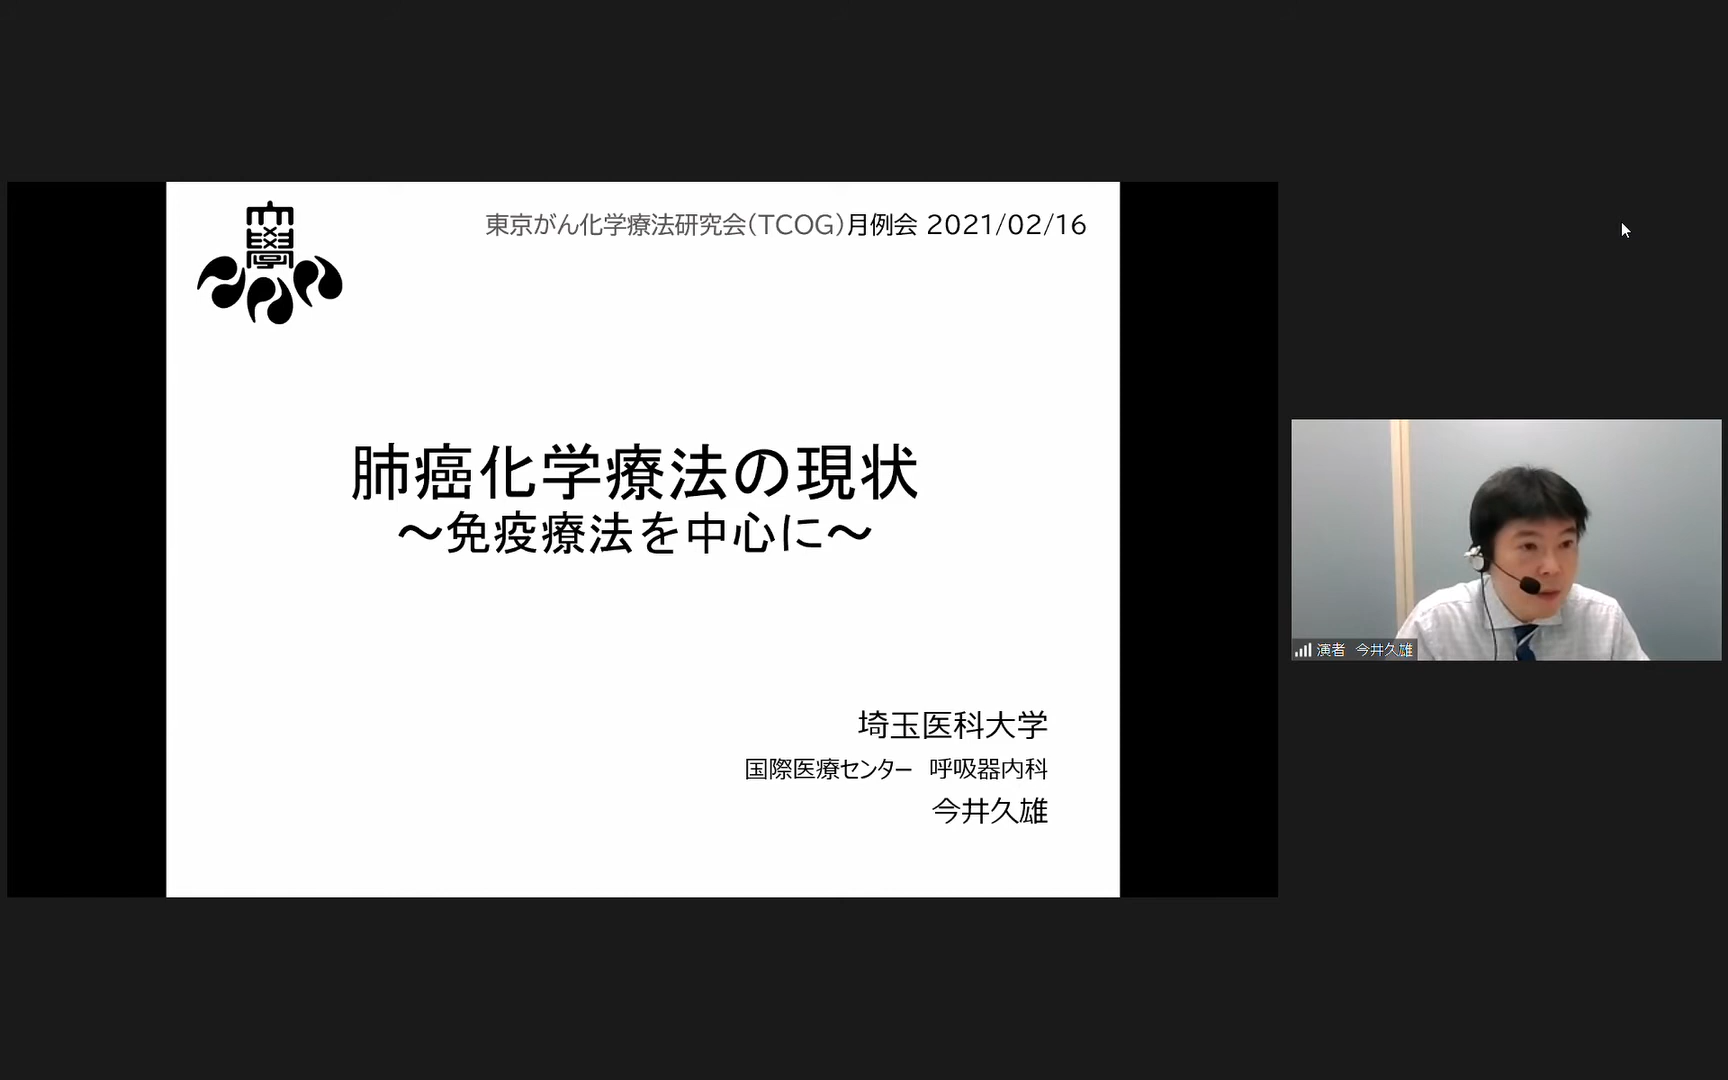 東京がん化学療法研究会(TCOG)月例会 2021/02/16
大學
肺癌化学療法の現状
～免疫療法を中心に～
埼玉医科大学
国際医療センター 呼吸器内科
今井久雄
演者 今井久雄